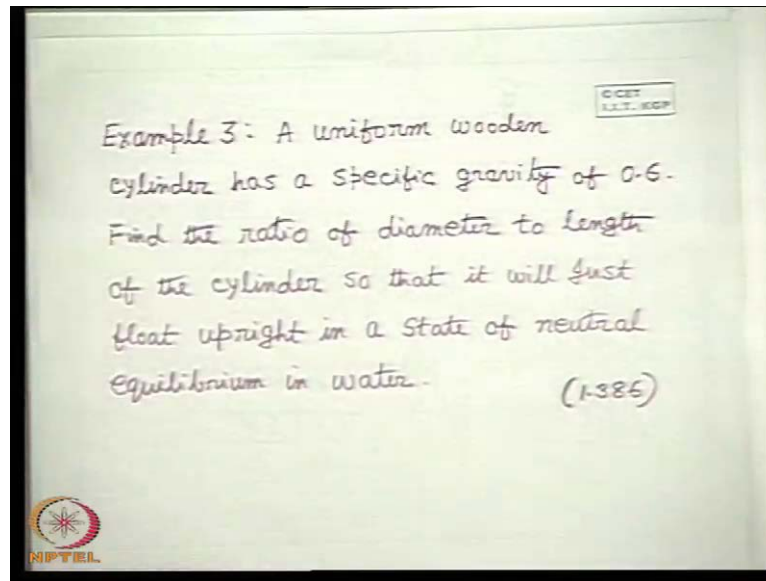 C CET
I.I.T. KGP
Example 3: A uniform wooden
cylinder has a specific gravity of 0.6.
Find the ratio of diameter to length
of the cylinder so that it will just
float upright in a state of neutral
equilibrium in water. (1.386)
NPTEL